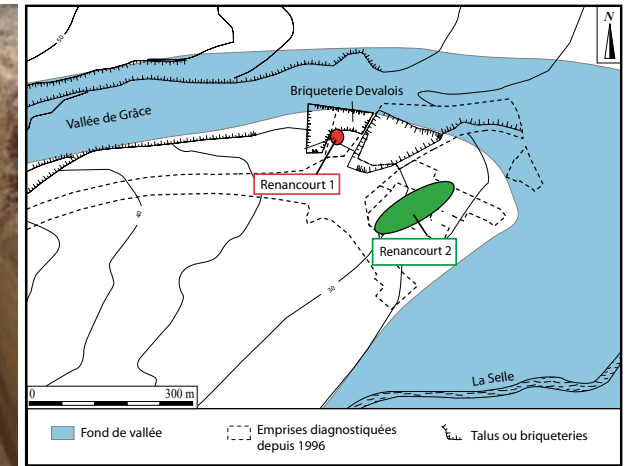 N
50
Briqueterie Devalois
Vallée de Grâce
Renancourt 1
40
Renancourt 2
30
La Selle
0 300 m
Fond de vallée
Emprises diagnostiquées
depuis 1996
Talus ou briqueteries